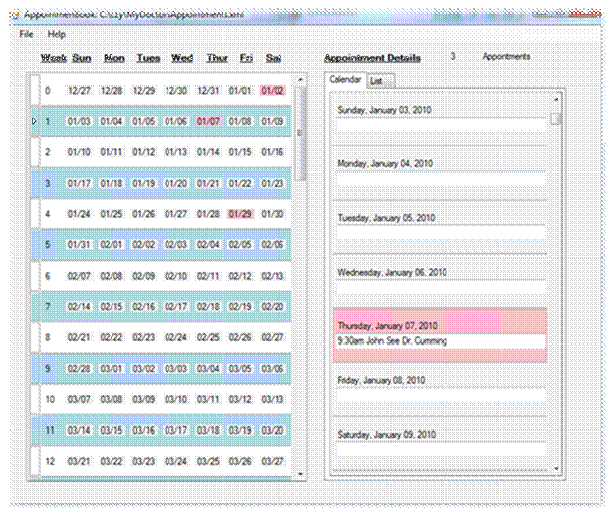 AppointmentBook: C:\Lzy\MyDoctorsAppointments.xml
File Help
Week Sun Mon Tues Wed Thur Fri Sat
0 12/27 12/28 12/29 12/30 12/31 01/01 01/02
1 01/03 01/04 01/05 01/06 01/07 01/08 01/09
2 01/10 01/11 01/12 01/13 01/14 01/15 01/16
3 01/17 01/18 01/19 01/20 01/21 01/22 01/23
4 01/24 01/25 01/26 01/27 01/28 01/29 01/30
5 01/31 02/01 02/02 02/03 02/04 02/05 02/06
6 02/07 02/08 02/09 02/10 02/11 02/12 02/13
7 02/14 02/15 02/16 02/17 02/18 02/19 02/20
8 02/21 02/22 02/23 02/24 02/25 02/26 02/27
9 02/28 03/01 03/02 03/03 03/04 03/05 03/06
10 03/07 03/08 03/09 03/10 03/11 03/12 03/13
11 03/14 03/15 03/16 03/17 03/18 03/19 03/20
12 03/21 03/22 03/23 03/24 03/25 03/26 03/27
Appointment Details 3 Appointments
Calendar List
Sunday, January 03, 2010
Monday, January 04, 2010
Tuesday, January 05, 2010
Wednesday, January 06, 2010
Thursday, January 07, 2010
9:30am John See Dr. Cumming
Friday, January 08, 2010
Saturday, January 09, 2010